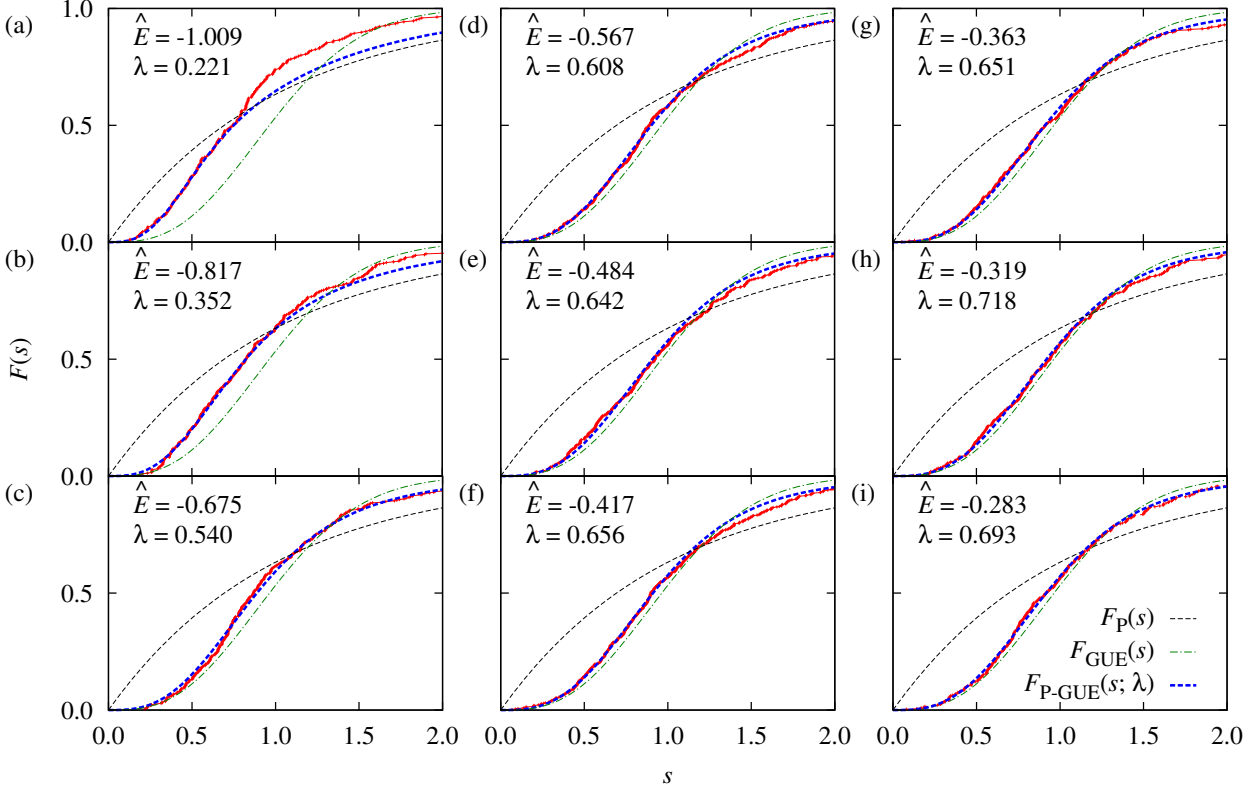 (a)
1.0
Ê = -1.009
λ = 0.221
0.5
0.0
(d)
Ê = -0.567
λ = 0.608
(g)
Ê = -0.363
λ = 0.651
(b)
Ê = -0.817
λ = 0.352
0.5
0.0
(e)
Ê = -0.484
λ = 0.642
(h)
Ê = -0.319
λ = 0.718
F(s)
(c)
Ê = -0.675
λ = 0.540
0.5
0.0
(f)
Ê = -0.417
λ = 0.656
(i)
Ê = -0.283
λ = 0.693
F_P(s)
F_GUE(s)
F_P-GUE(s; λ)
0.0 0.5 1.0 1.5 2.0
0.0 0.5 1.0 1.5 2.0
0.0 0.5 1.0 1.5 2.0
s